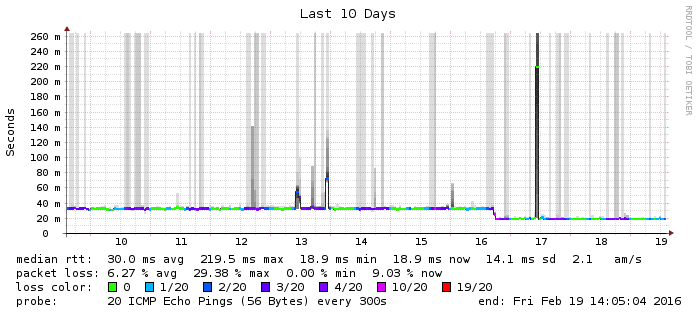 Last 10 Days
RRDTOOL / TOBI OETIKER
Seconds
260 m
240 m
220 m
200 m
180 m
160 m
140 m
120 m
100 m
80 m
60 m
40 m
20 m
0
10 11 12 13 14 15 16 17 18 19
median rtt: 30.0 ms avg 219.5 ms max 18.9 ms min 18.9 ms now 14.1 ms sd 2.1 am/s
packet loss: 6.27 % avg 29.38 % max 0.00 % min 9.03 % now
loss color: 0 1/20 2/20 3/20 4/20 10/20 19/20
probe: 20 ICMP Echo Pings (56 Bytes) every 300s end: Fri Feb 19 14:05:04 2016